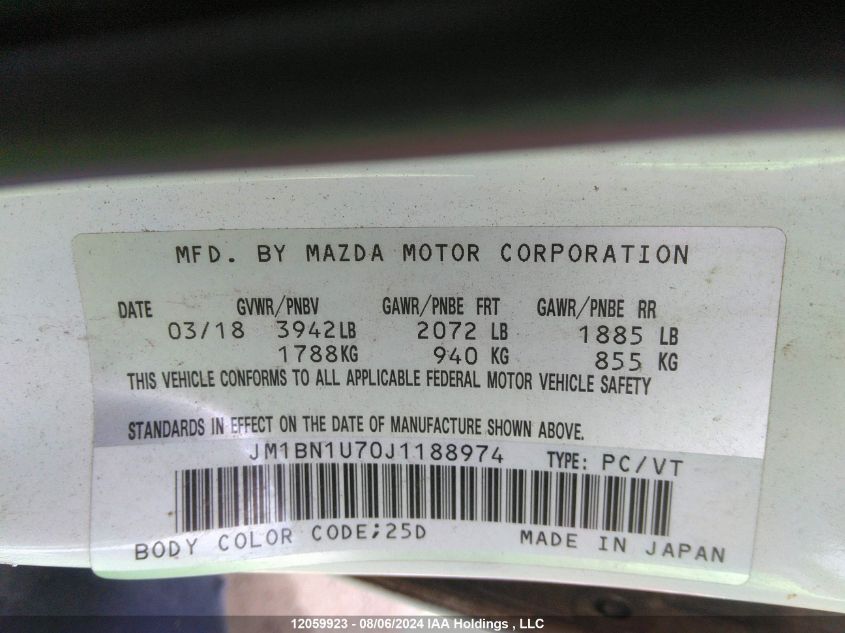 MFD. BY MAZDA MOTOR CORPORATION
DATE GVWR/PNBV GAWR/PNBE FRT GAWR/PNBE RR
03/18 3942LB 2072 LB 1885 LB
1788KG 940 KG 855 KG
THIS VEHICLE CONFORMS TO ALL APPLICABLE FEDERAL MOTOR VEHICLE SAFETY
STANDARDS IN EFFECT ON THE DATE OF MANUFACTURE SHOWN ABOVE.
JM1BN1U70J1188974 TYPE: PC/VT
BODY COLOR CODE;25D MADE IN JAPAN
12059923 - 08/06/2024 IAA Holdings , LLC